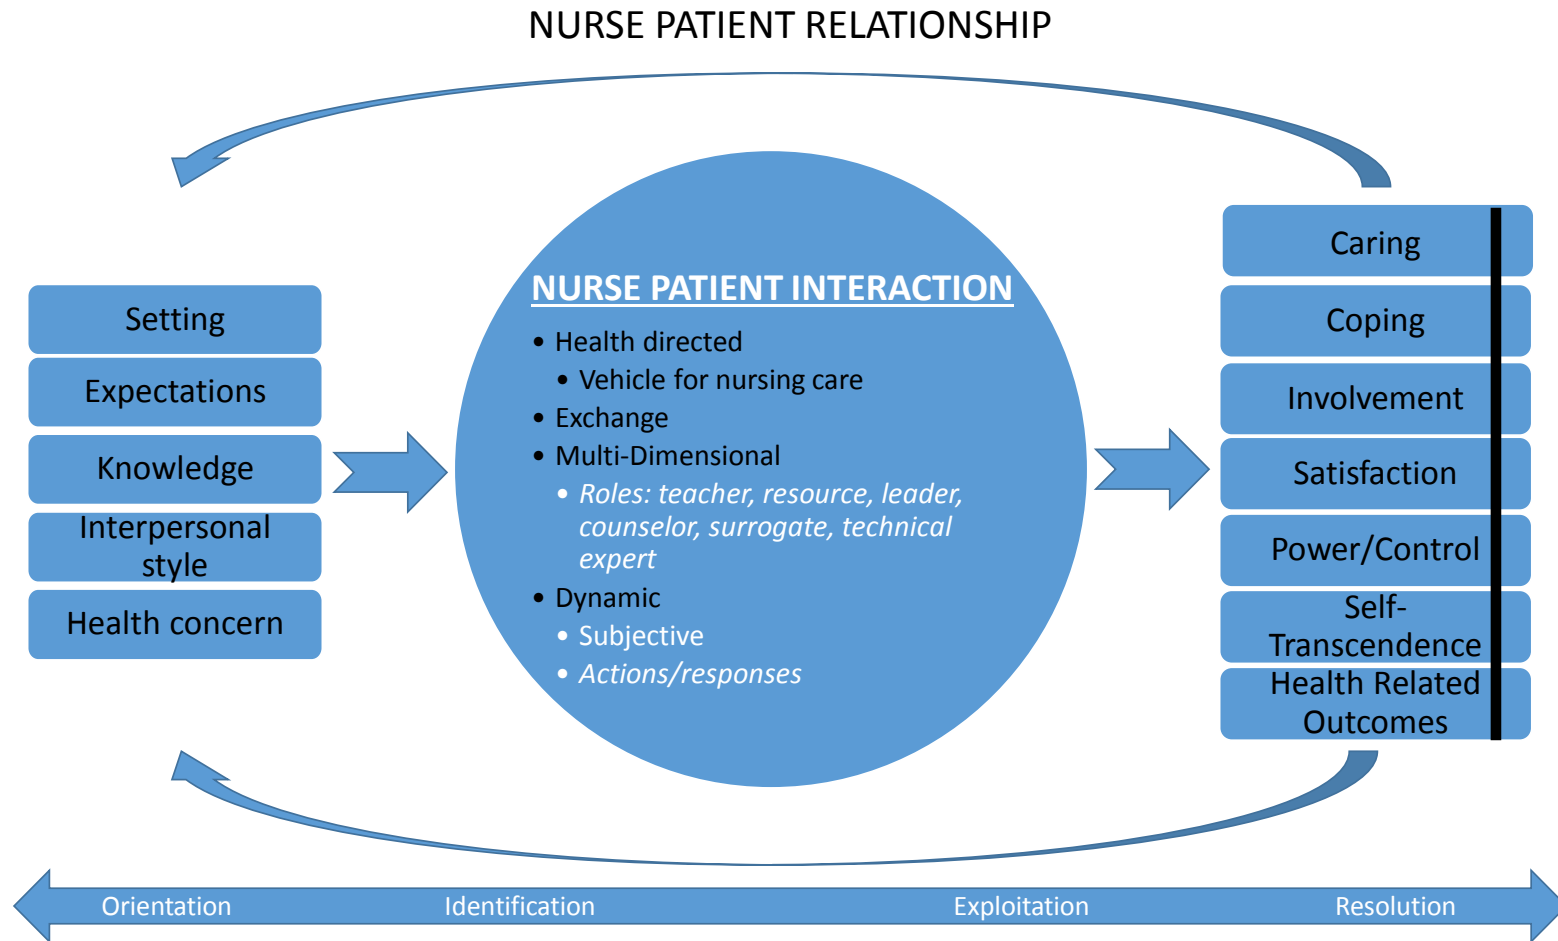 NURSE PATIENT RELATIONSHIP
Setting
Expectations
Knowledge
Interpersonal
style
Health concern
NURSE PATIENT INTERACTION
• Health directed
• Vehicle for nursing care
• Exchange
• Multi-Dimensional
• Roles: teacher, resource, leader,
counselor, surrogate, technical
expert
• Dynamic
• Subjective
• Actions/responses
Caring
Coping
Involvement
Satisfaction
Power/Control
Self-
Transcendence
Health Related
Outcomes
Orientation
Identification
Exploitation
Resolution